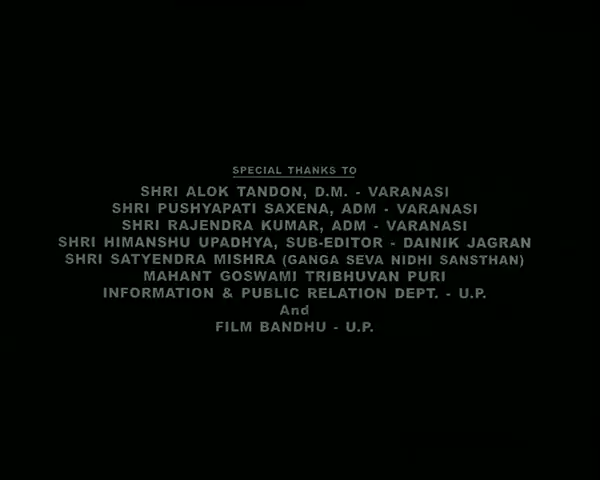 SPECIAL THANKS TO
SHRI ALOK TANDON, D.M. - VARANASI
SHRI PUSHYAPATI SAXENA, ADM - VARANASI
SHRI RAJENDRA KUMAR, ADM - VARANASI
SHRI HIMANSHU UPADHYA, SUB-EDITOR - DAINIK JAGRAN
SHRI SATYENDRA MISHRA (GANGA SEVA NIDHI SANSTHAN)
MAHANT GOSWAMI TRIBHUVAN PURI
INFORMATION & PUBLIC RELATION DEPT. - U.P.
And
FILM BANDHU - U.P.